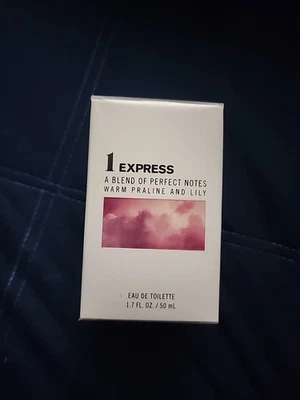 1 EXPRESS
A BLEND OF PERFECT NOTES
WARM PRALINE AND LILY
EAU DE TOILETTE
1.7 FL. OZ. / 50 mL